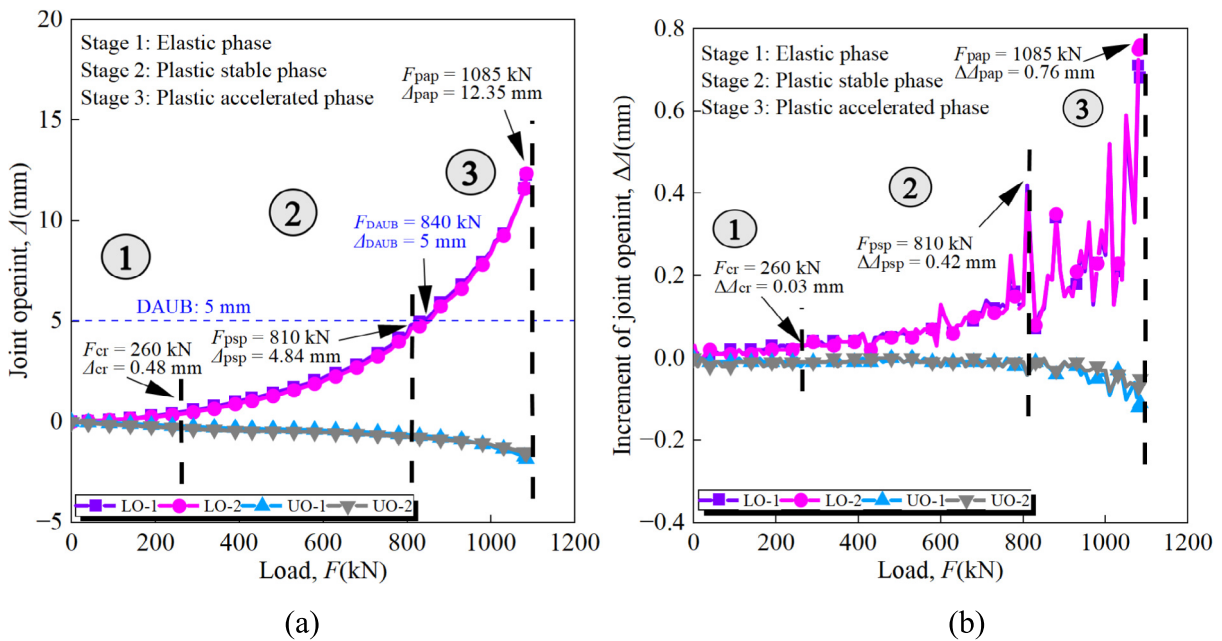 20
15
10
5
0
−5
Joint openint, Δ(mm)
Stage 1: Elastic phase
Stage 2: Plastic stable phase
Stage 3: Plastic accelerated phase
Fpap = 1085 kN
Δpap = 12.35 mm
1
2
3
FDAUB = 840 kN
ΔDAUB = 5 mm
DAUB: 5 mm
Fpsp = 810 kN
Δpsp = 4.84 mm
Fcr = 260 kN
Δcr = 0.48 mm
LO-1 LO-2 UO-1 UO-2
0 200 400 600 800 1000 1200
Load, F(kN)
(a)
0.8
0.6
0.4
0.2
0.0
−0.2
−0.4
Increment of joint openint, ΔΔ(mm)
Stage 1: Elastic phase
Stage 2: Plastic stable phase
Stage 3: Plastic accelerated phase
Fpap = 1085 kN
ΔΔpap = 0.76 mm
3
2
1
Fpsp = 810 kN
ΔΔpsp = 0.42 mm
Fcr = 260 kN
ΔΔcr = 0.03 mm
LO-1 LO-2 UO-1 UO-2
0 200 400 600 800 1000 1200
Load, F(kN)
(b)